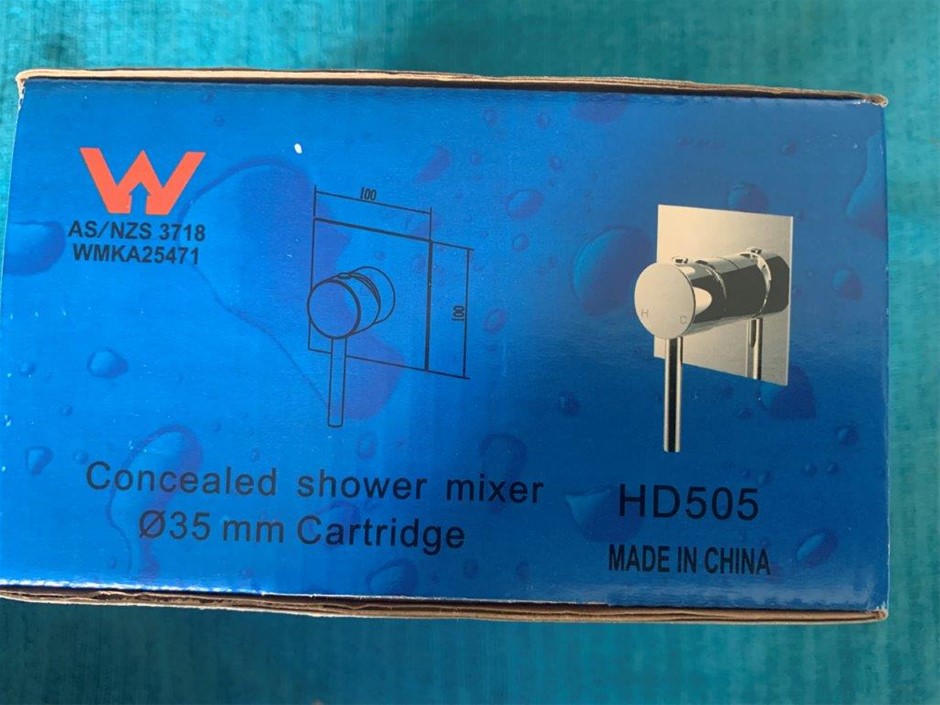 AS/NZS 3718
WMKA25471
100
100
H C
Concealed shower mixer
Ø35 mm Cartridge
HD505
MADE IN CHINA